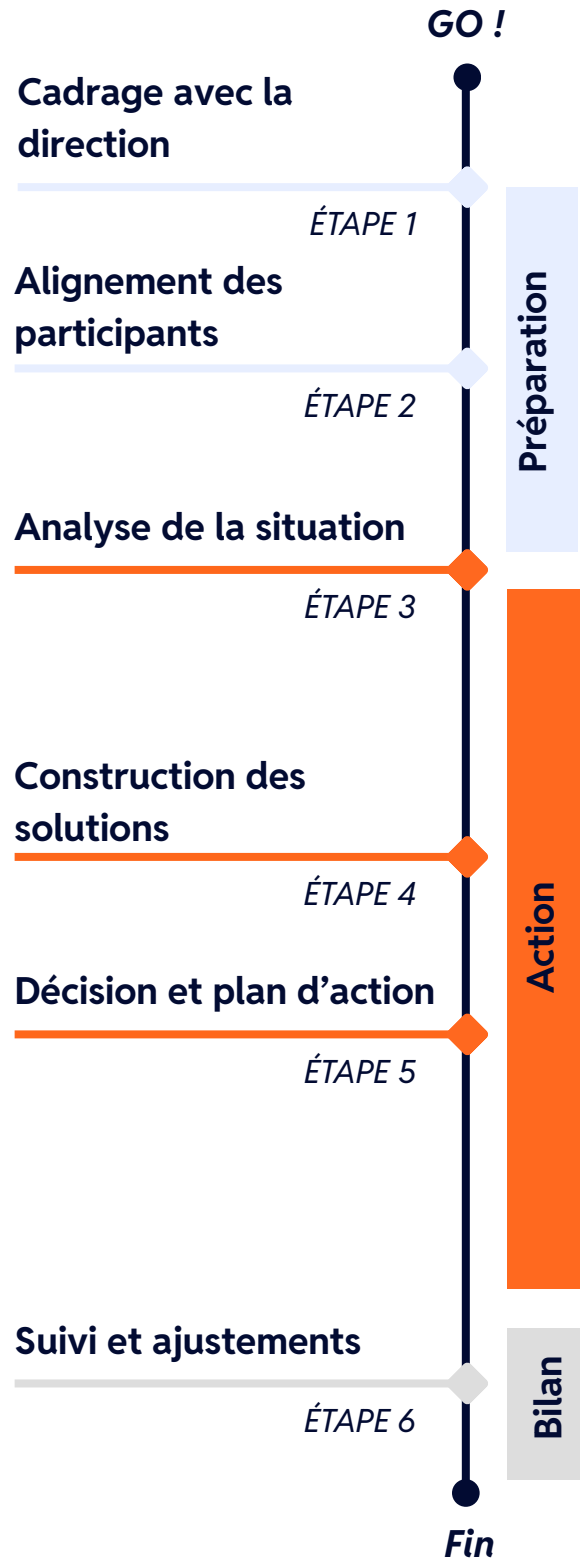 GO !
Cadrage avec la
direction
ÉTAPE 1
Alignement des
participants
ÉTAPE 2
Préparation
Analyse de la situation
ÉTAPE 3
Construction des
solutions
ÉTAPE 4
Décision et plan d’action
ÉTAPE 5
Action
Suivi et ajustements
ÉTAPE 6
Bilan
Fin